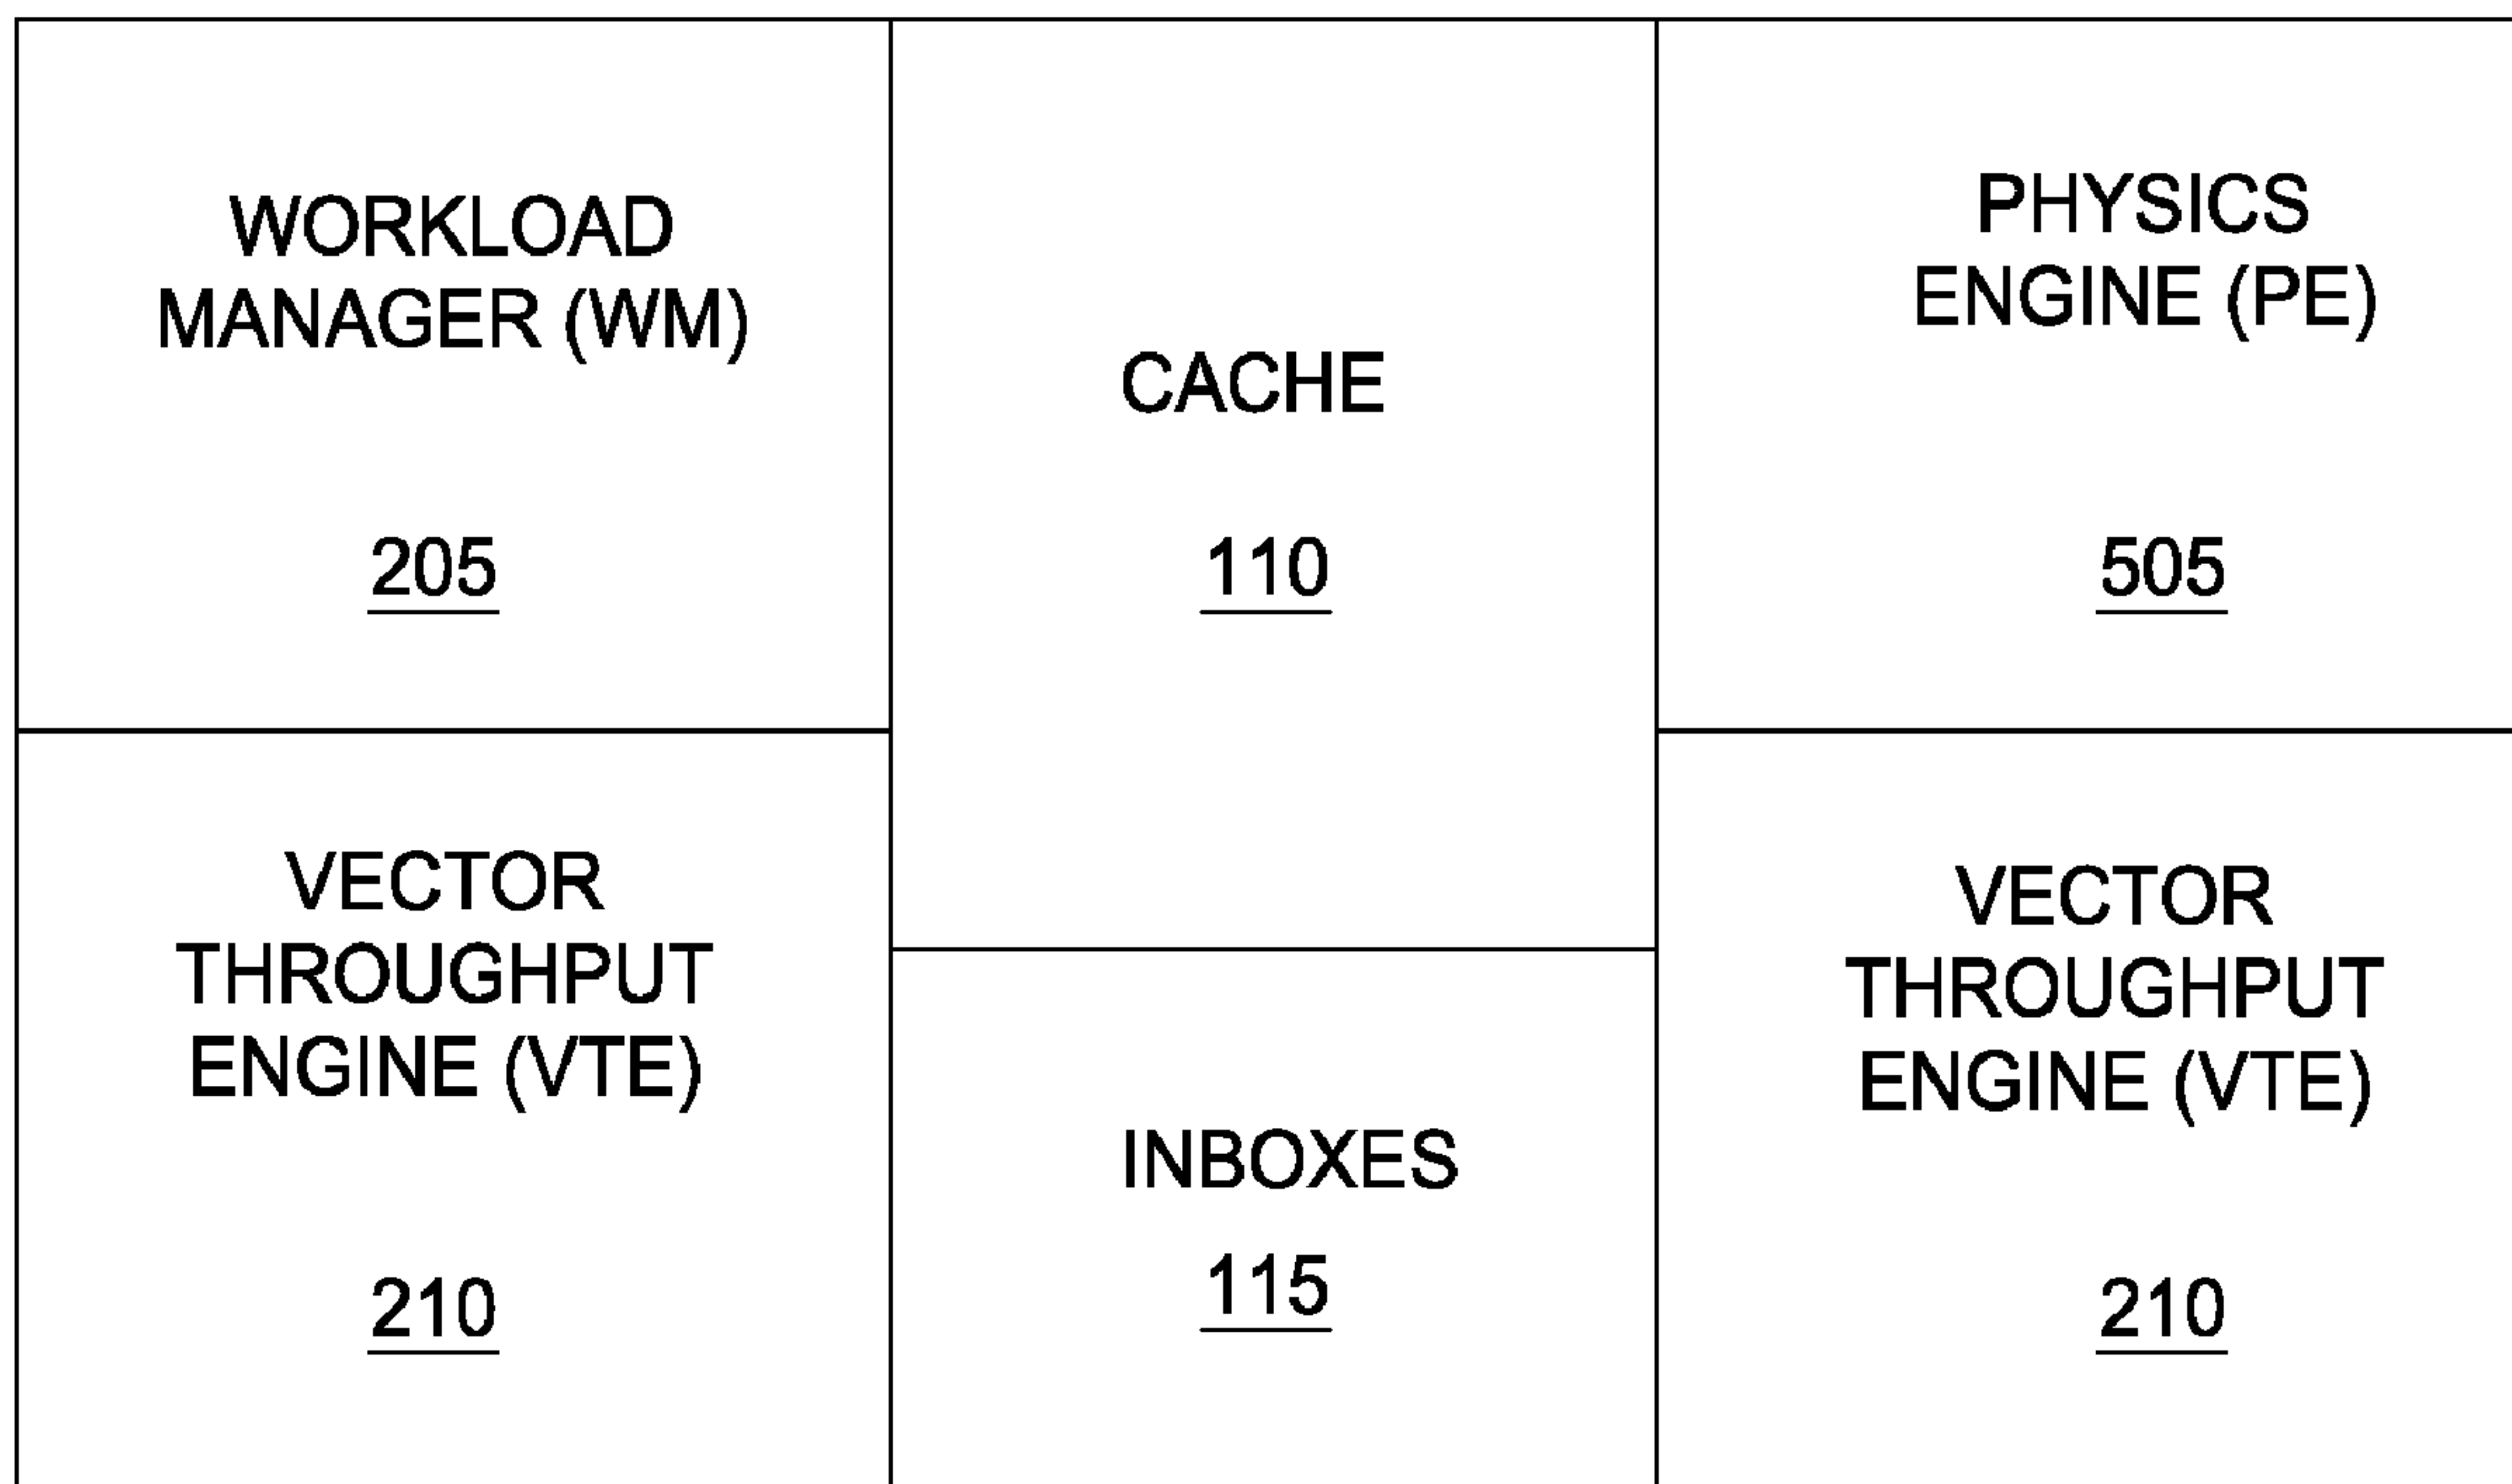 WORKLOAD
MANAGER (WM)
205
CACHE
110
PHYSICS
ENGINE (PE)
505
VECTOR
THROUGHPUT
ENGINE (VTE)
210
INBOXES
115
VECTOR
THROUGHPUT
ENGINE (VTE)
210